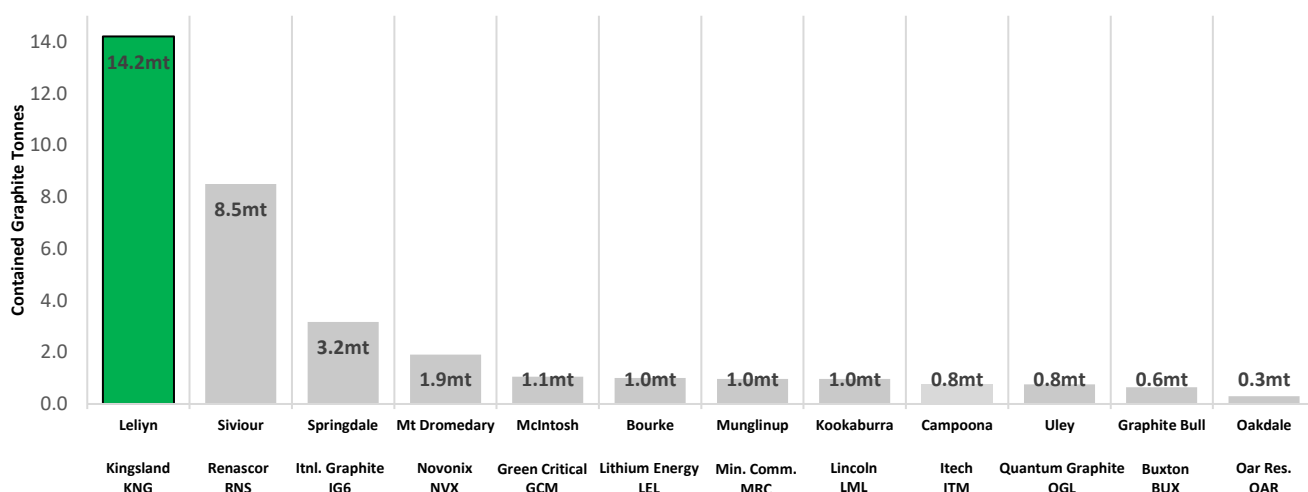 Contained Graphite Tonnes
14.0
12.0
10.0
8.0
6.0
4.0
2.0
0.0
14.2mt
8.5mt
3.2mt
1.9mt
1.1mt
1.0mt
1.0mt
1.0mt
0.8mt
0.8mt
0.6mt
0.3mt
Leliyn Siviour Springdale Mt Dromedary McIntosh Bourke Munglinup Kookaburra Campoona Uley Graphite Bull Oakdale
Kingsland Renascor Itnl. Graphite Novonix Green Critical Lithium Energy Min. Comm. Lincoln Itech Quantum Graphite Buxton Oar Res.
KNG RNS IG6 NVX GCM LEL MRC LML ITM QGL BUX OAR